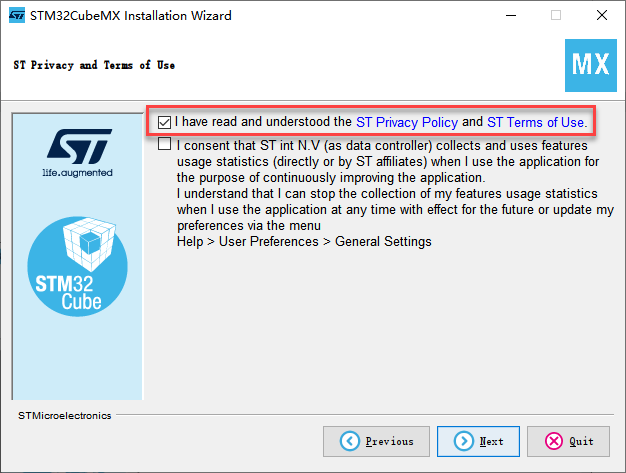 STM32CubeMX Installation Wizard
ST Privacy and Terms of Use
MX
I have read and understood the ST Privacy Policy and ST Terms of Use.
I consent that ST int N.V (as data controller) collects and uses features
usage statistics (directly or by ST affiliates) when I use the application for
the purpose of continuously improving the application.
I understand that I can stop the collection of my features usage statistics
when I use the application at any time with effect for the future or update my
preferences via the menu
Help > User Preferences > General Settings
ST
life.augmented
STM32
Cube
STMicroelectronics
Previous
Next
Quit